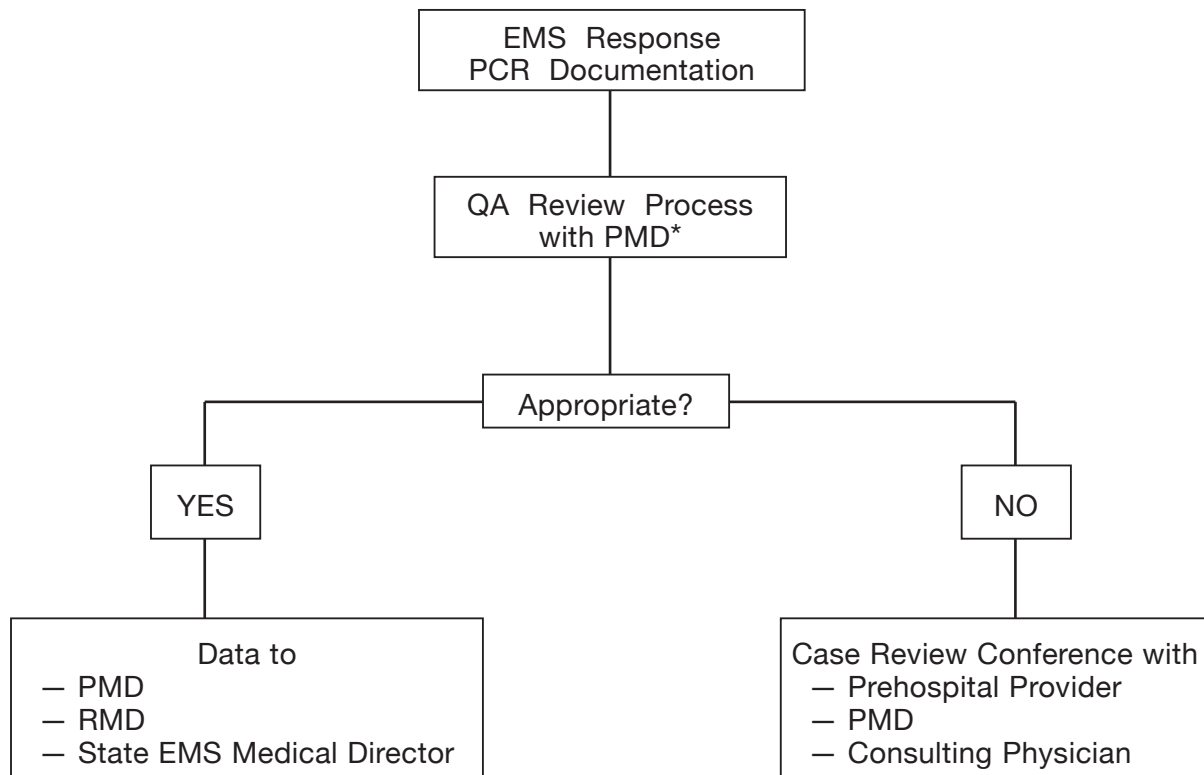 EMS Response
PCR Documentation
QA Review Process
with PMD*
Appropriate?
YES
NO
Data to
— PMD
— RMD
— State EMS Medical Director
Case Review Conference with
— Prehospital Provider
— PMD
— Consulting Physician